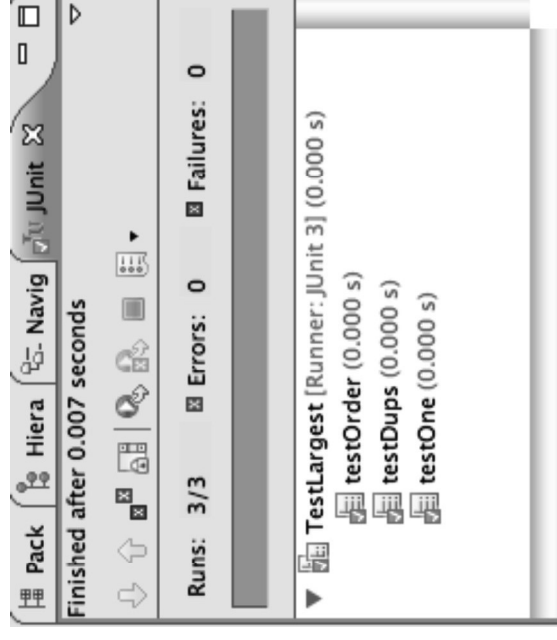 Pack Hiera Navig JUnit
Finished after 0.007 seconds
Runs: 3/3 Errors: 0 Failures: 0
TestLargest [Runner: JUnit 3] (0.000 s)
testOrder (0.000 s)
testDups (0.000 s)
testOne (0.000 s)